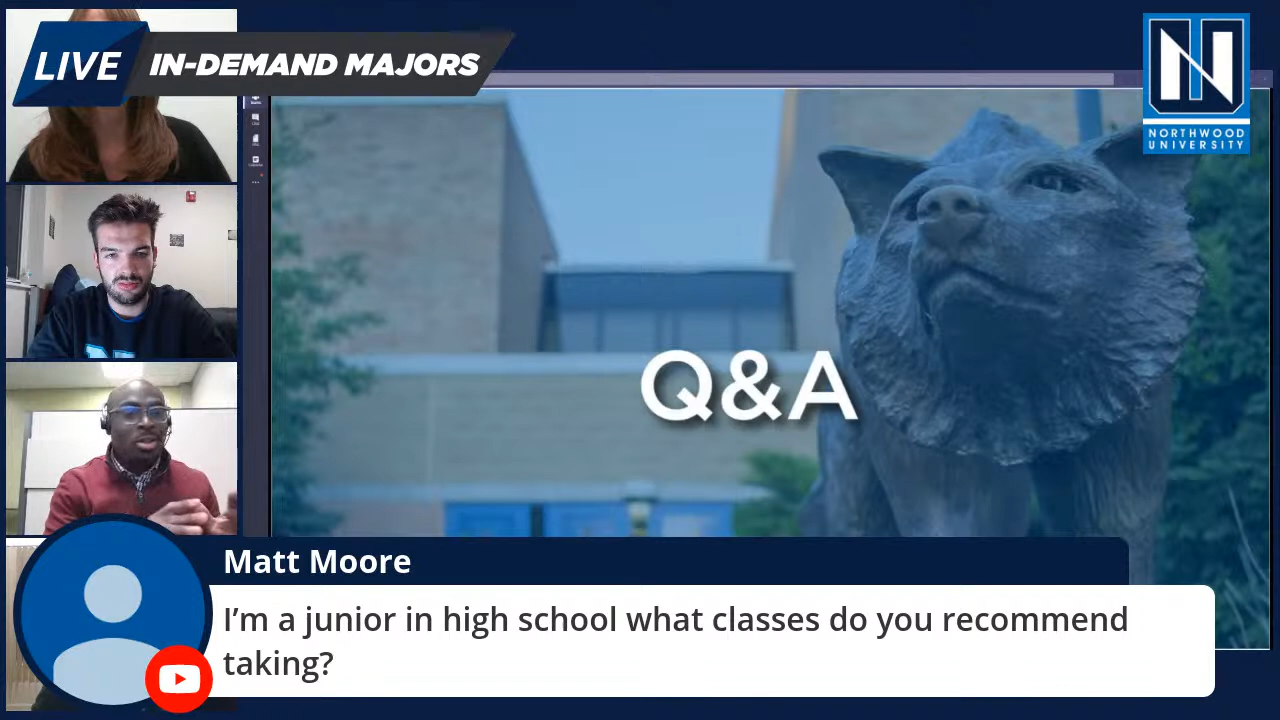 LIVE
IN-DEMAND MAJORS
NORTHWOOD
UNIVERSITY
Q&A
Matt Moore
I’m a junior in high school what classes do you recommend
taking?